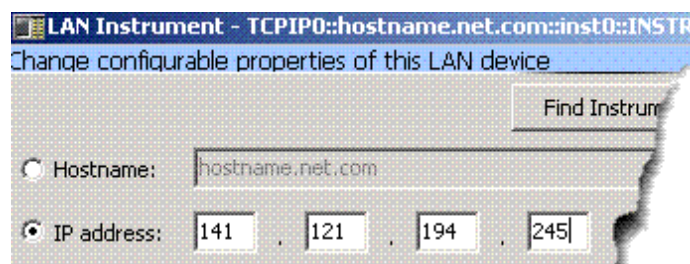 LAN Instrument - TCPIP0::hostname.net.com::inst0::INSTR
Change configurable properties of this LAN device
Find
Hostname: hostname.net.com
IP address: 141 . 121 . 194 . 245